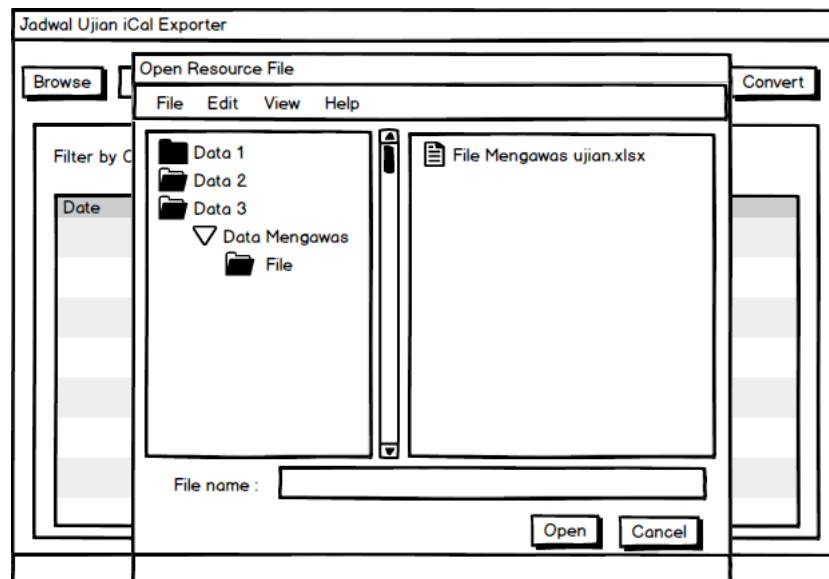 Jadwal Ujian iCal Exporter
Browse
Convert
Open Resource File
File Edit View Help
Data 1
Data 2
Data 3
Data Mengawas
File
File Mengawas ujian.xlsx
Filter by
Date
File name :
Open
Cancel